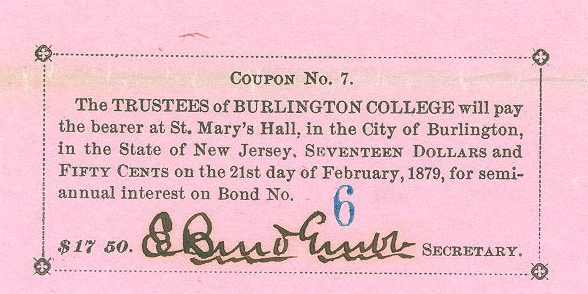 COUPON No. 7.
The TRUSTEES of BURLINGTON COLLEGE will pay
the bearer at St. Mary's Hall, in the City of Burlington,
in the State of New Jersey, SEVENTEEN DOLLARS and
FIFTY CENTS on the 21st day of February, 1879, for semi-
annual interest on Bond No. 6
$17 50. SECRETARY.